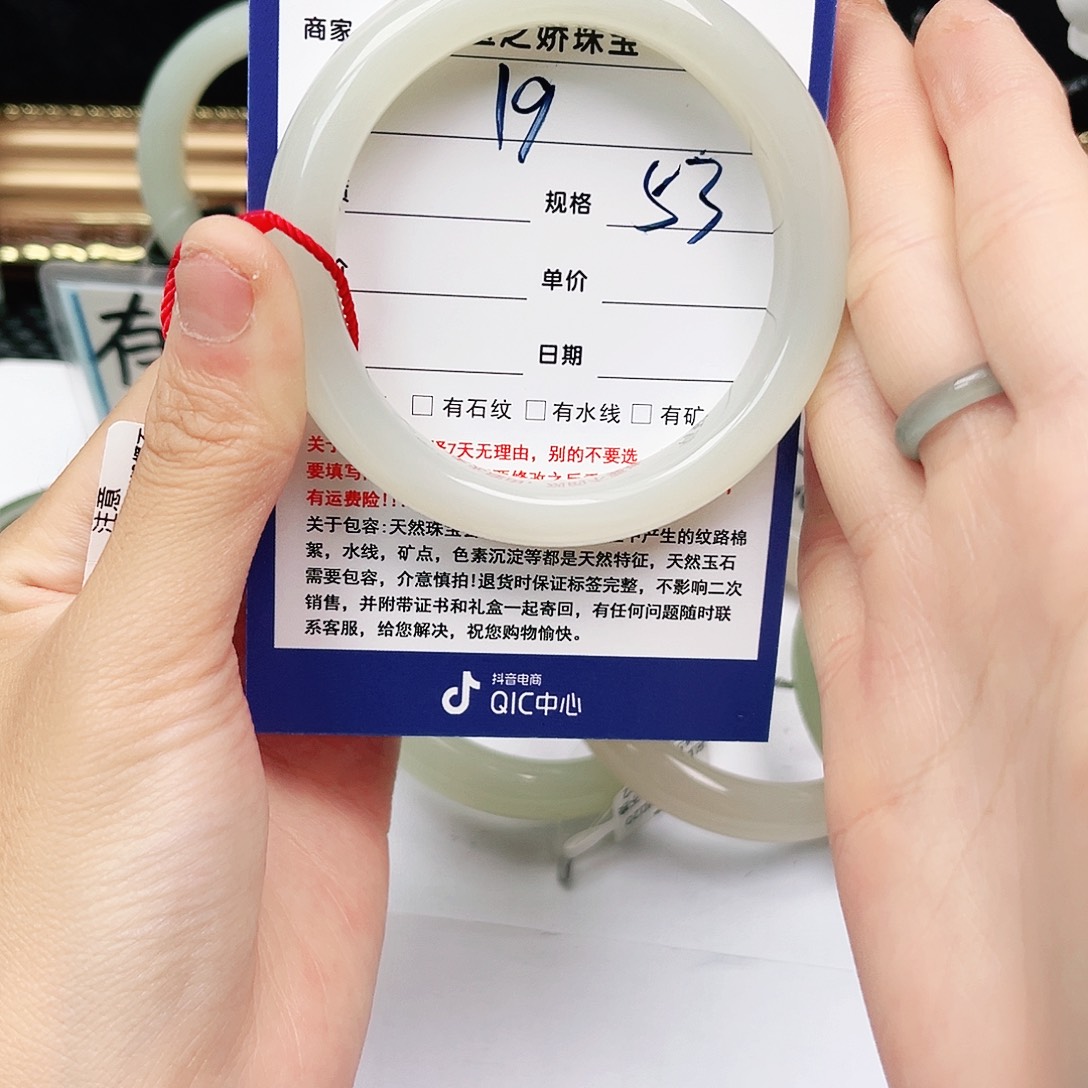 商家
之娇珠宝
19
规格 53
单价
日期
□ 有石纹 □ 有水线 □ 有矿
关
7天无理由，别的不要选
要填写
有运费险!!!
关于包容:天然珠宝 产生的纹路棉
絮，水线，矿点，色素沉淀等都是天然特征，天然玉石
需要包容，介意慎拍!退货时保证标签完整，不影响二次
销售，并附带证书和礼盒一起寄回，有任何问题随时联
系客服，给您解决，祝您购物愉快。
抖音电商
QIC中心
有
注意